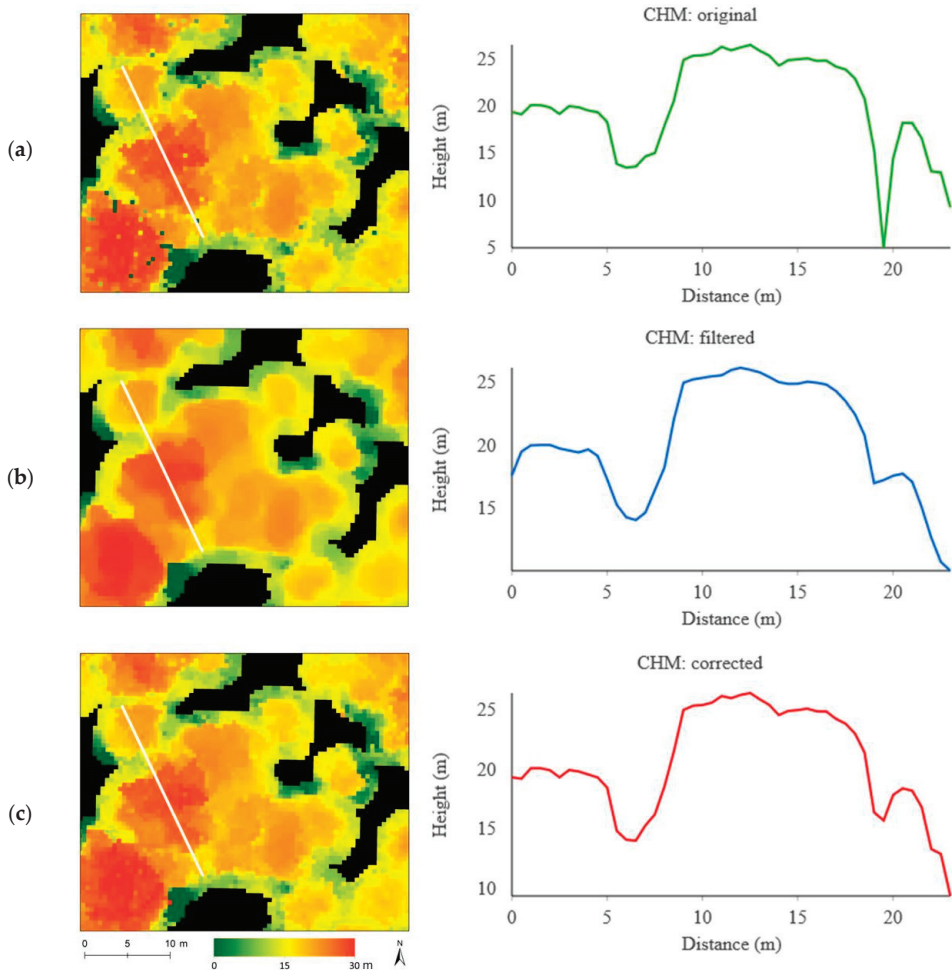 (a)
CHM: original
Height (m)
25
20
15
10
5
0 5 10 15 20
Distance (m)
(b)
CHM: filtered
Height (m)
25
20
15
0 5 10 15 20
Distance (m)
(c)
CHM: corrected
Height (m)
25
20
15
10
0 5 10 15 20
Distance (m)
0 5 10 m
0 15 30 m
N